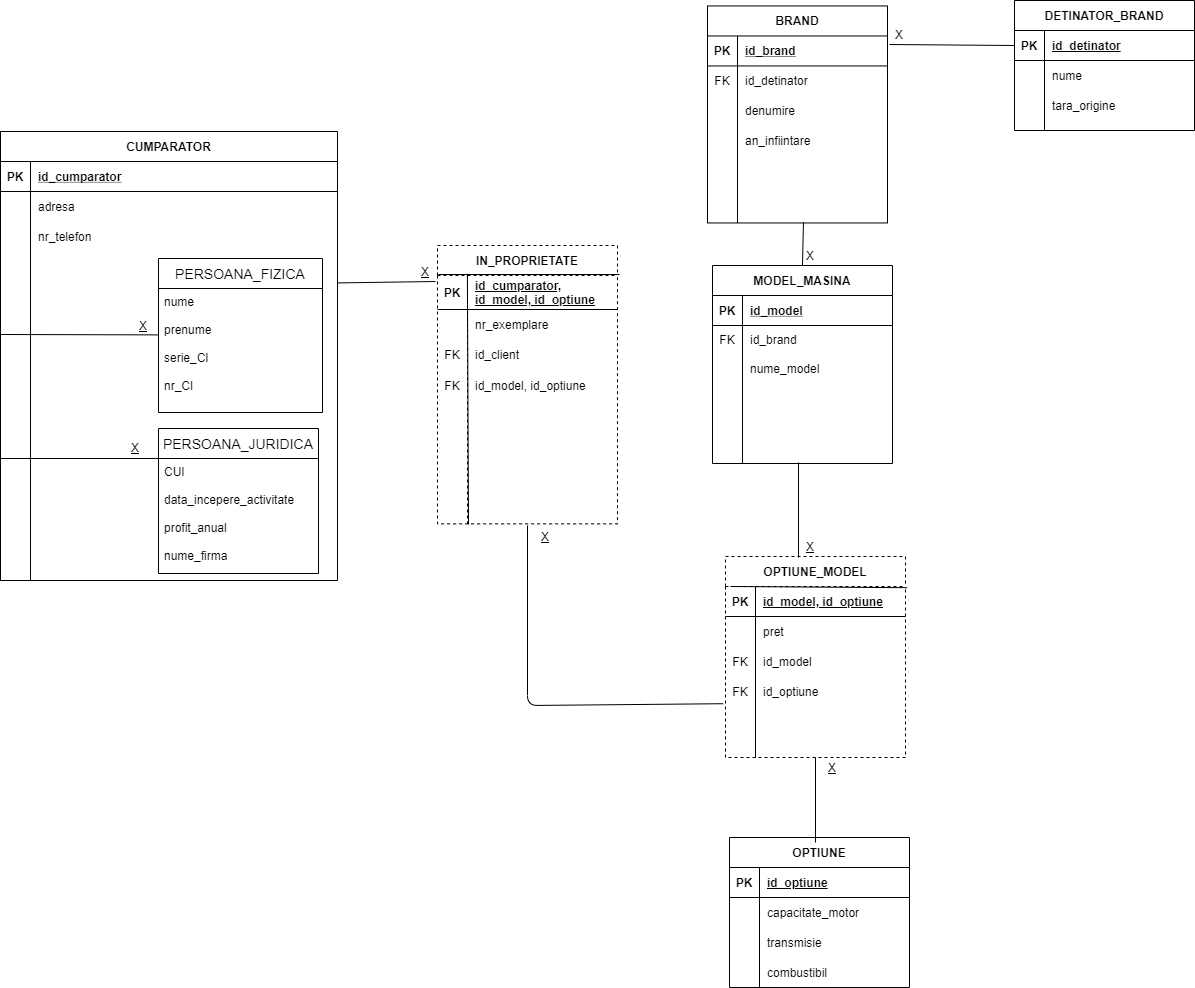 BRAND
PK id_brand
FK id_detinator
denumire
an_infiintare
X
DETINATOR_BRAND
PK id_detinator
nume
tara_origine
CUMPARATOR
PK id_cumparator
adresa
nr_telefon
PERSOANA_FIZICA
nume
prenume
serie_CI
nr_CI
X
PERSOANA_JURIDICA
CUI
data_incepere_activitate
profit_anual
nume_firma
X
X
IN_PROPRIETATE
PK id_cumparator,
id_model, id_optiune
nr_exemplare
FK id_client
FK id_model, id_optiune
X
X
MODEL_MASINA
PK id_model
FK id_brand
nume_model
X
OPTIUNE_MODEL
PK id_model, id_optiune
pret
FK id_model
FK id_optiune
X
OPTIUNE
PK id_optiune
capacitate_motor
transmisie
combustibil